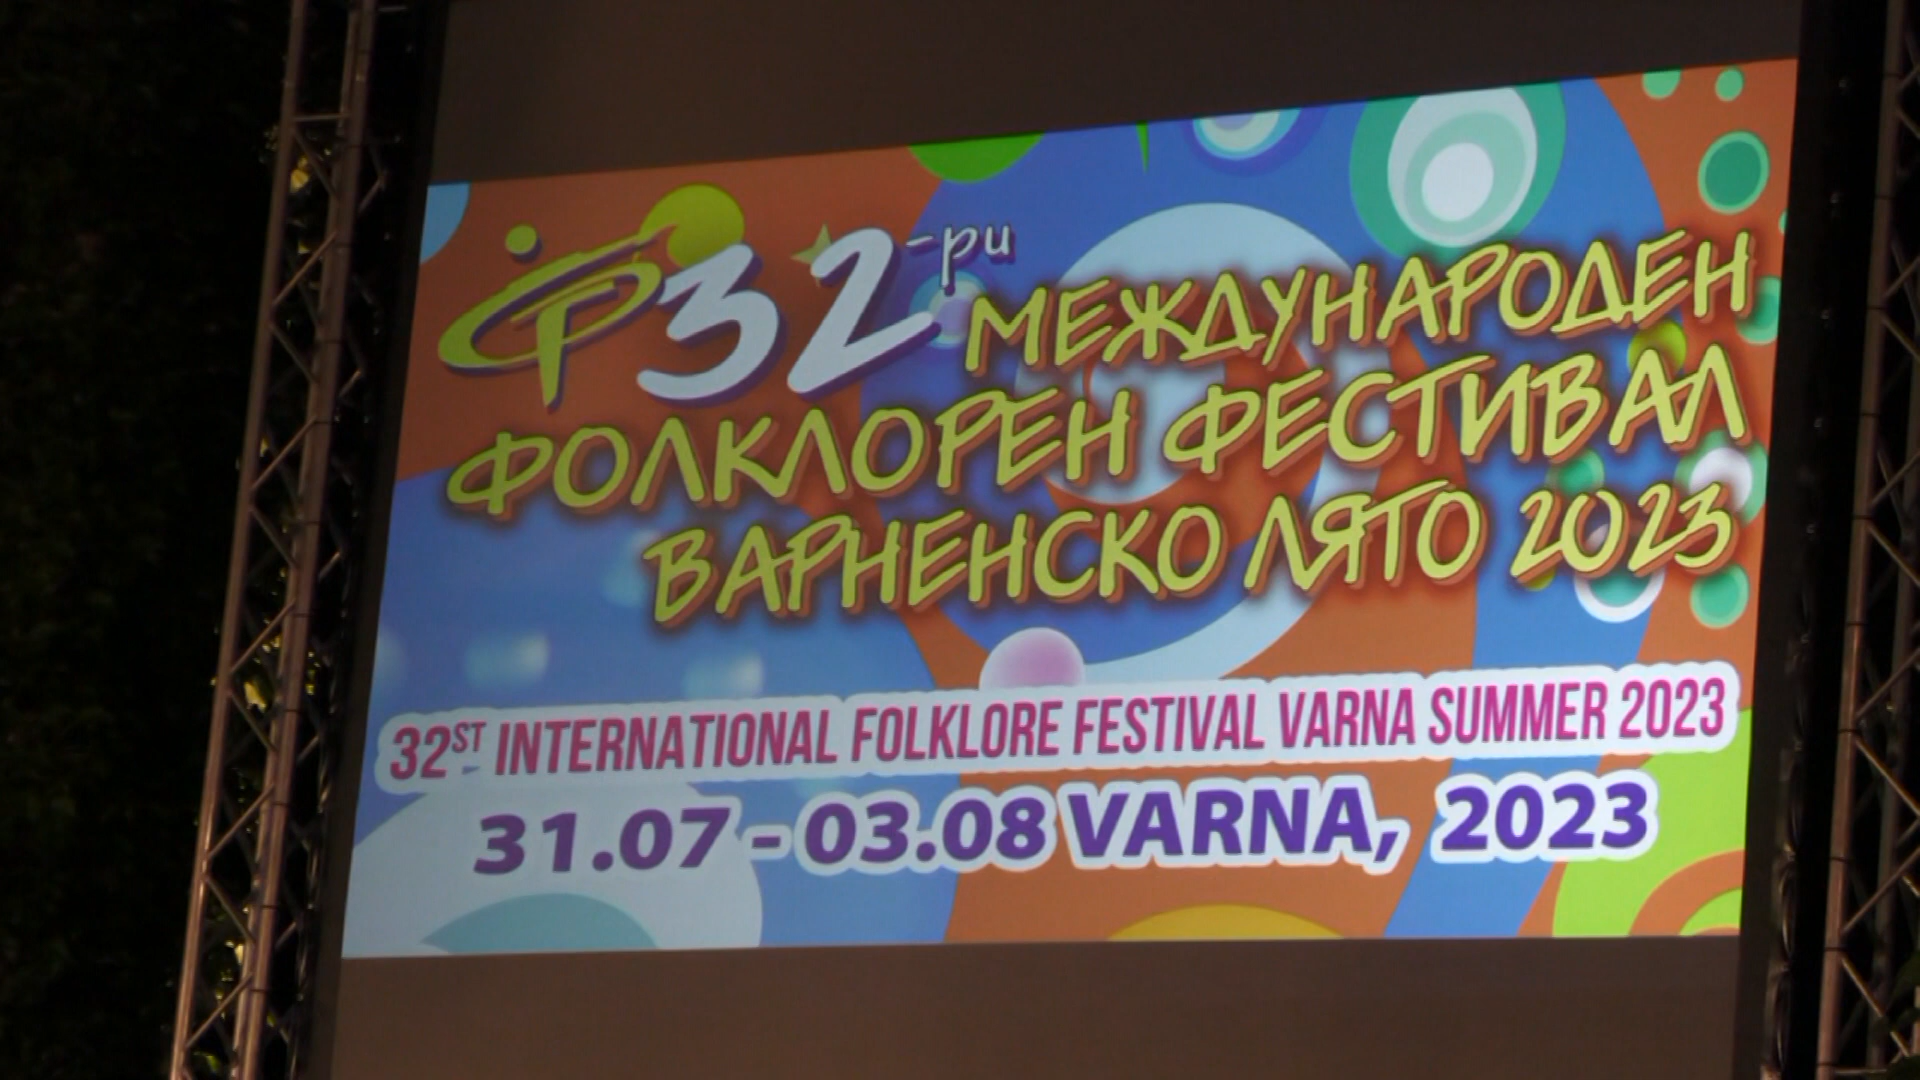 32-ри МЕЖДУНАРОДЕН
ФОЛКЛОРЕН ФЕСТИВАЛ
ВАРНЕНСКО ЛЯТО 2023
32ST INTERNATIONAL FOLKLORE FESTIVAL VARNA SUMMER 2023
31.07 - 03.08 VARNA, 2023